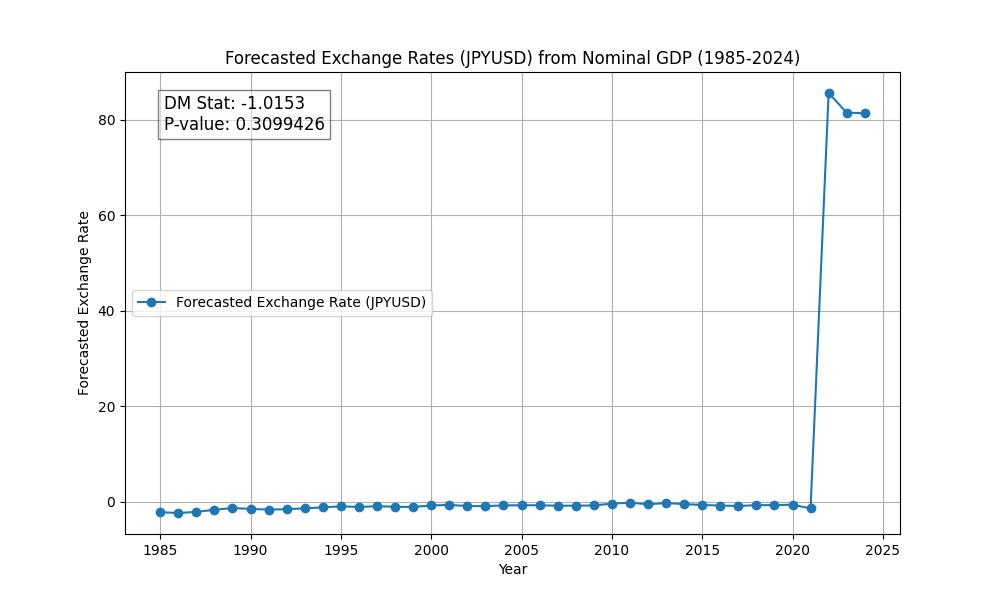 Forecasted Exchange Rates (JPYUSD) from Nominal GDP (1985-2024)
DM Stat: -1.0153
P-value: 0.3099426
80
60
40
20
0
Forecasted Exchange Rate
Forecasted Exchange Rate (JPYUSD)
1985 1990 1995 2000 2005 2010 2015 2020 2025
Year